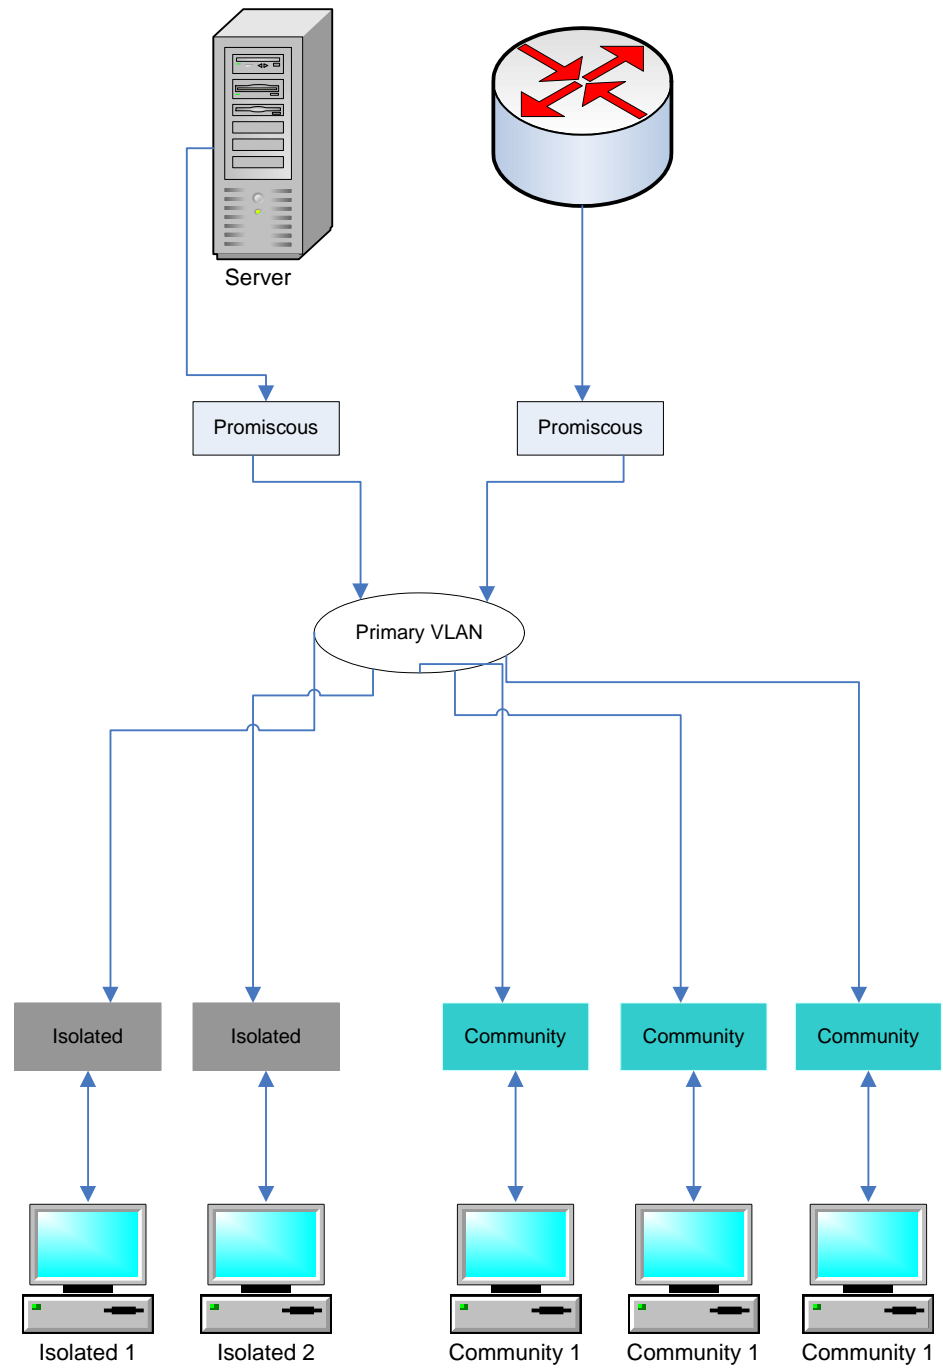 Server
Promiscous
Promiscous
Primary VLAN
Isolated
Isolated
Community
Community
Community
Isolated 1
Isolated 2
Community 1
Community 1
Community 1